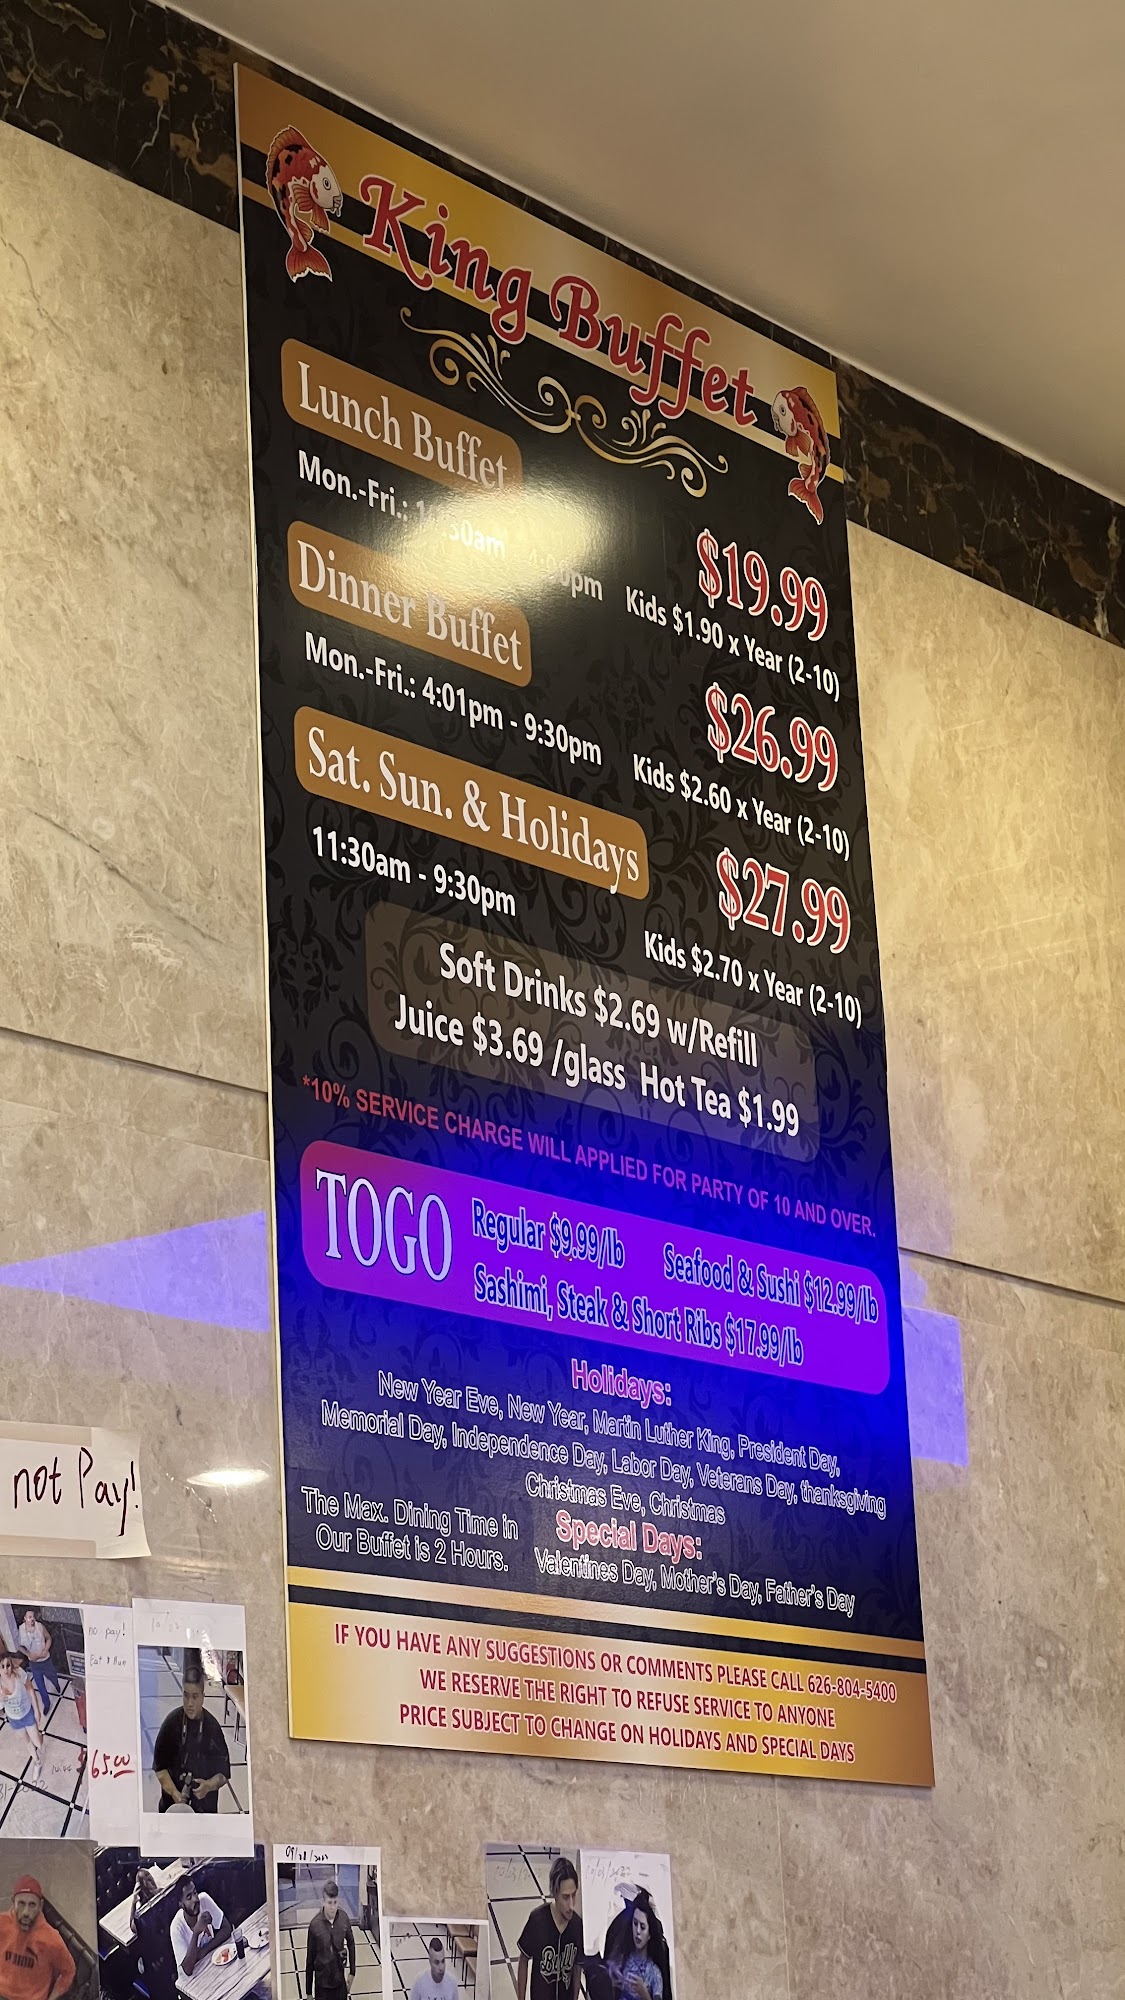 King Buffet
Lunch Buffet
Mon.-Fri.: 11:30am - 4:00pm
$19.99
Kids $1.90 x Year (2-10)
Dinner Buffet
Mon.-Fri.: 4:01pm - 9:30pm
$26.99
Kids $2.60 x Year (2-10)
Sat. Sun. & Holidays
11:30am - 9:30pm
$27.99
Kids $2.70 x Year (2-10)
Soft Drinks $2.69 w/Refill
Juice $3.69 /glass Hot Tea $1.99
*10% SERVICE CHARGE WILL APPLIED FOR PARTY OF 10 AND OVER.
TOGO
Regular $9.99/lb Seafood & Sushi $12.99/lb
Sashimi, Steak & Short Ribs $17.99/lb
Holidays:
New Year Eve, New Year, Martin Luther King, President Day,
Memorial Day, Independence Day, Labor Day, Veterans Day, thanksgiving
Christmas Eve, Christmas
The Max. Dining Time in
Our Buffet is 2 Hours.
Special Days:
Valentines Day, Mother's Day, Father's Day
IF YOU HAVE ANY SUGGESTIONS OR COMMENTS PLEASE CALL 626-804-5400
WE RESERVE THE RIGHT TO REFUSE SERVICE TO ANYONE
PRICE SUBJECT TO CHANGE ON HOLIDAYS AND SPECIAL DAYS
not Pay!
no pay!
Eat & Run
$65.00